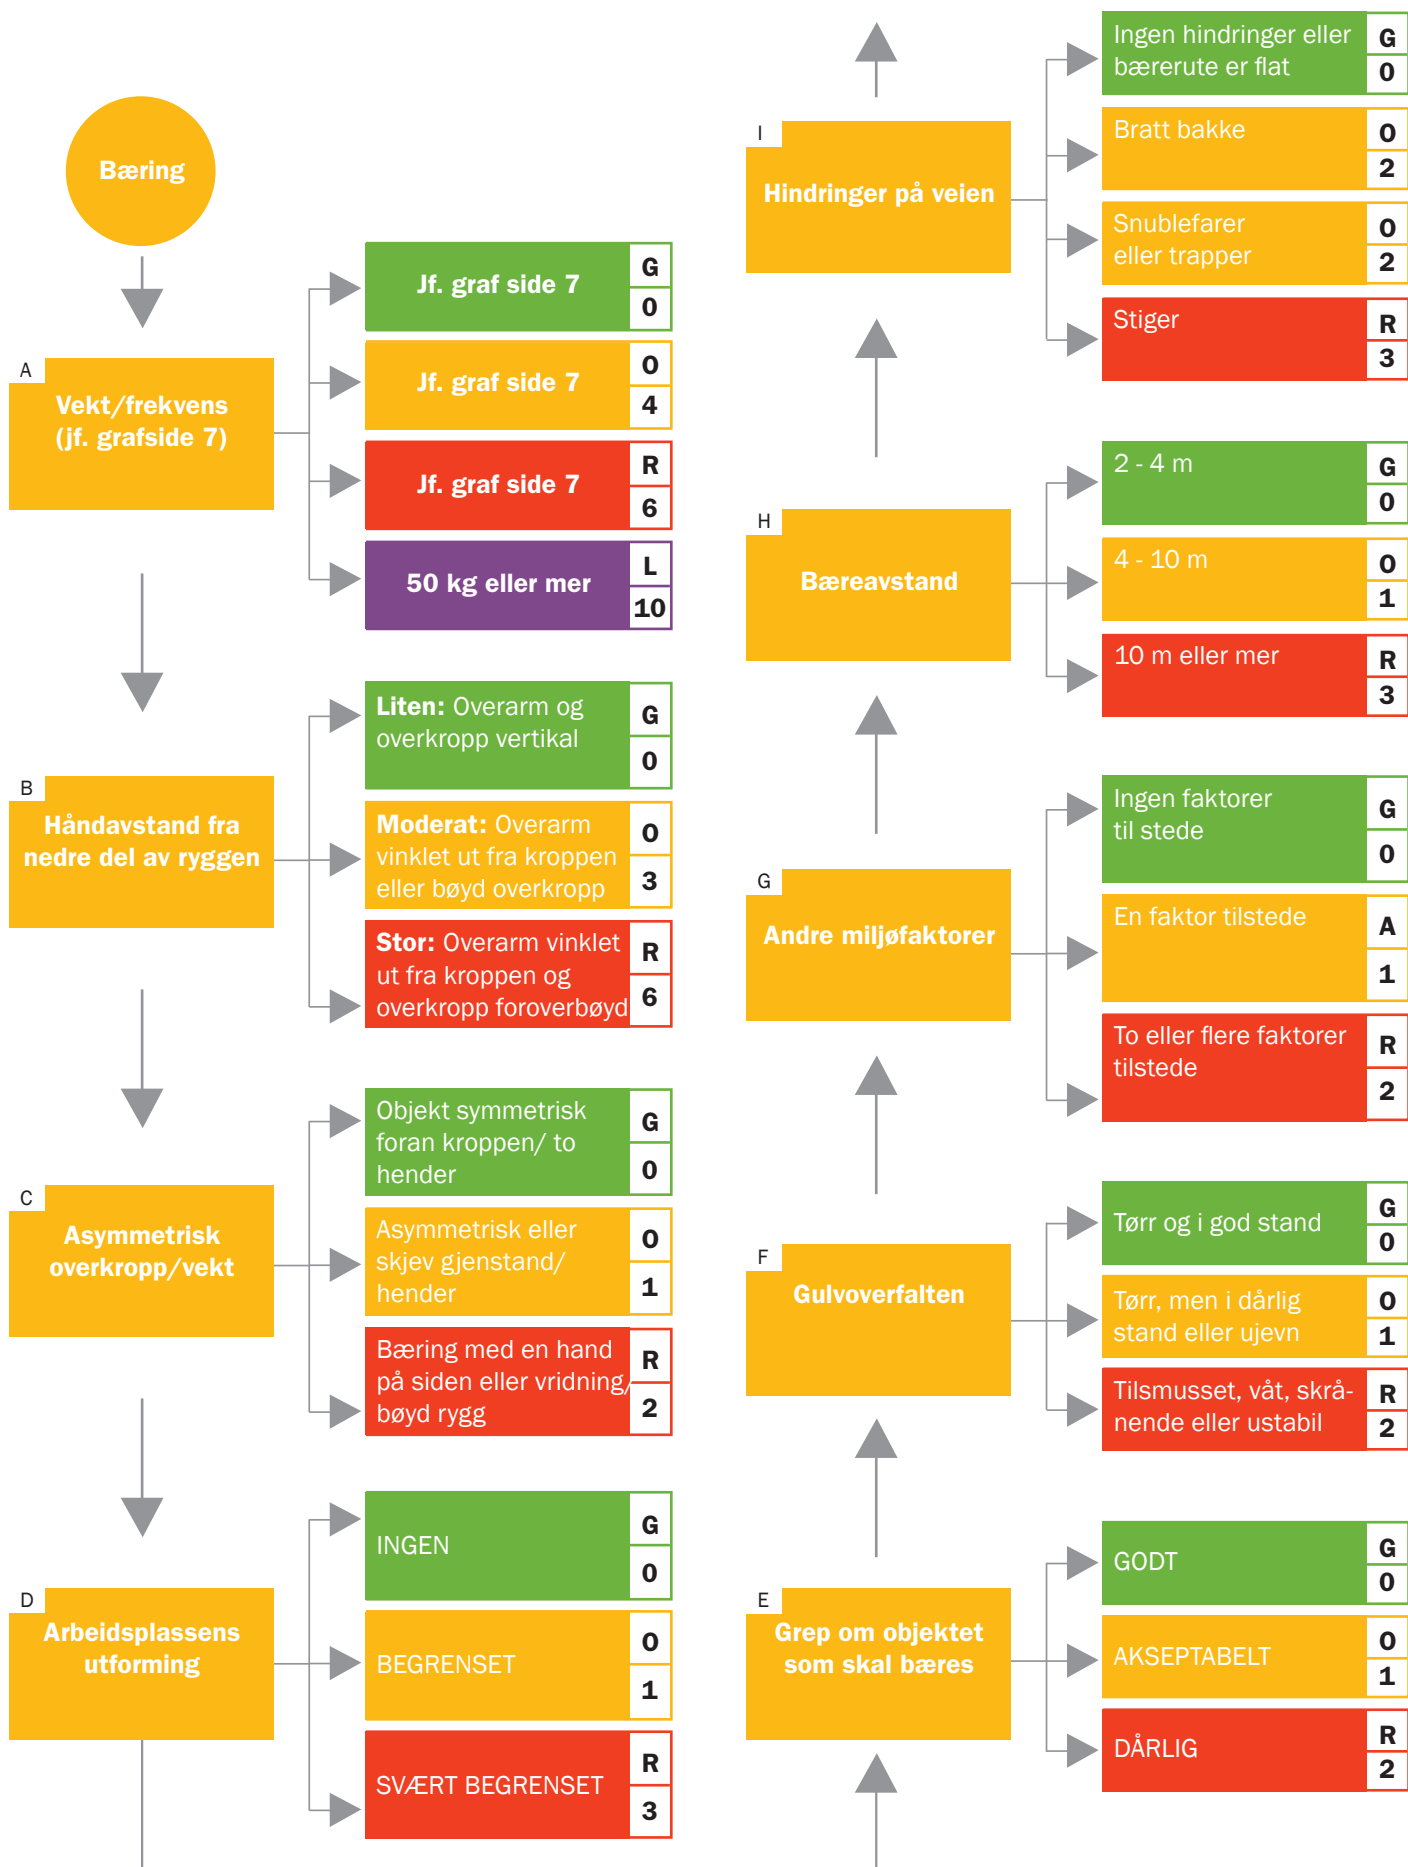 Bæring
A
Vekt/frekvens
(jf. grafside 7)
Jf. graf side 7
G
0
Jf. graf side 7
O
4
Jf. graf side 7
R
6
50 kg eller mer
L
10
B
Håndavstand fra
nedre del av ryggen
Liten: Overarm og
overkropp vertikal
G
0
Moderat: Overarm
vinklet ut fra kroppen
eller bøyd overkropp
O
3
Stor: Overarm vinklet
ut fra kroppen og
overkropp foroverbøyd
R
6
C
Asymmetrisk
overkropp/vekt
Objekt symmetrisk
foran kroppen/ to
hender
G
0
Asymmetrisk eller
skjev gjenstand/
hender
O
1
Bæring med en hand
på siden eller vridning/
bøyd rygg
R
2
D
Arbeidsplassens
utforming
INGEN
G
0
BEGRENSET
O
1
SVÆRT BEGRENSET
R
3
I
Hindringer på veien
Ingen hindringer eller
bærerute er flat
G
0
Bratt bakke
O
2
Snublefarer
eller trapper
O
2
Stiger
R
3
H
Bæreavstand
2 - 4 m
G
0
4 - 10 m
O
1
10 m eller mer
R
3
G
Andre miljøfaktorer
Ingen faktorer
til stede
G
0
En faktor tilstede
A
1
To eller flere faktorer
tilstede
R
2
F
Gulvoverfalten
Tørr og i god stand
G
0
Tørr, men i dårlig
stand eller ujevn
O
1
Tilsmusset, våt, skrå-
nende eller ustabil
R
2
E
Grep om objektet
som skal bæres
GODT
G
0
AKSEPTABELT
O
1
DÅRLIG
R
2